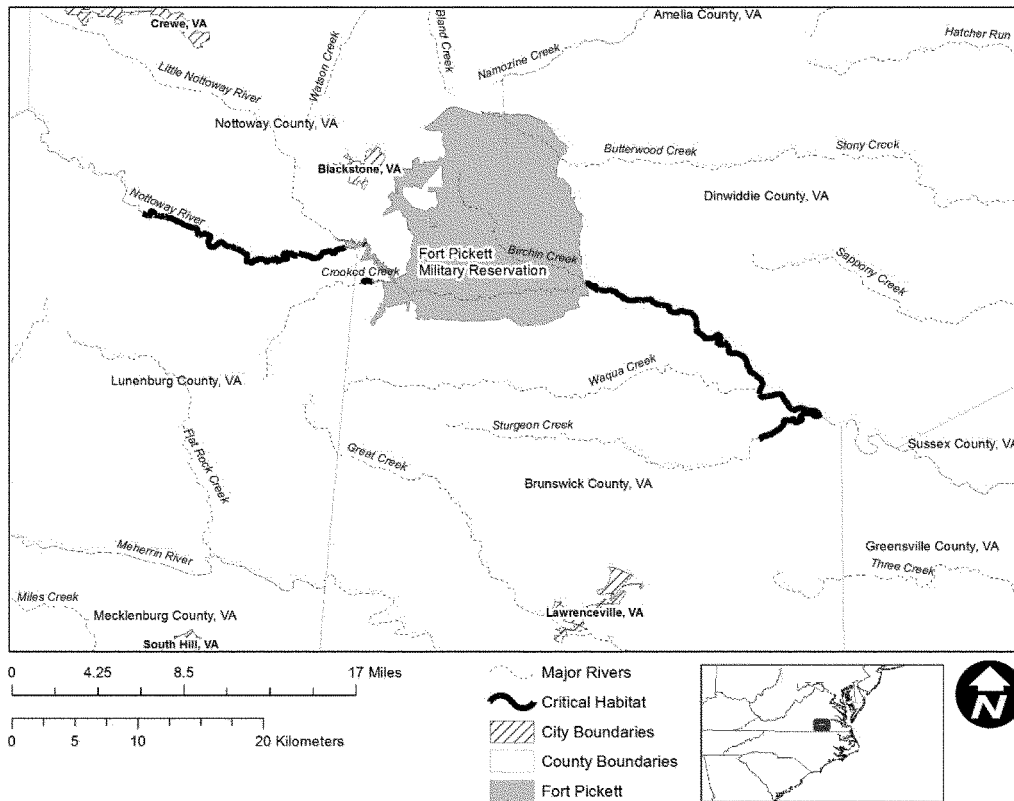 Crewe, VA
Amelia County, VA
Hatcher Run
Bland Creek
Watson Creek
Namozine Creek
Little Nottoway River
Nottoway County, VA
Blackstone, VA
Butterwood Creek
Stony Creek
Dinwiddie County, VA
Nottoway River
Fort Pickett
Military Reservation
Birchin Creek
Crooked Creek
Sappony Creek
Waqua Creek
Lunenburg County, VA
Sturgeon Creek
Flat Rock Creek
Great Creek
Sussex County, VA
Brunswick County, VA
Meherrin River
Greensville County, VA
Three Creek
Miles Creek
Mecklenburg County, VA
Lawrenceville, VA
South Hill, VA
0 4.25 8.5 17 Miles
0 5 10 20 Kilometers
Major Rivers
Critical Habitat
City Boundaries
County Boundaries
Fort Pickett
N